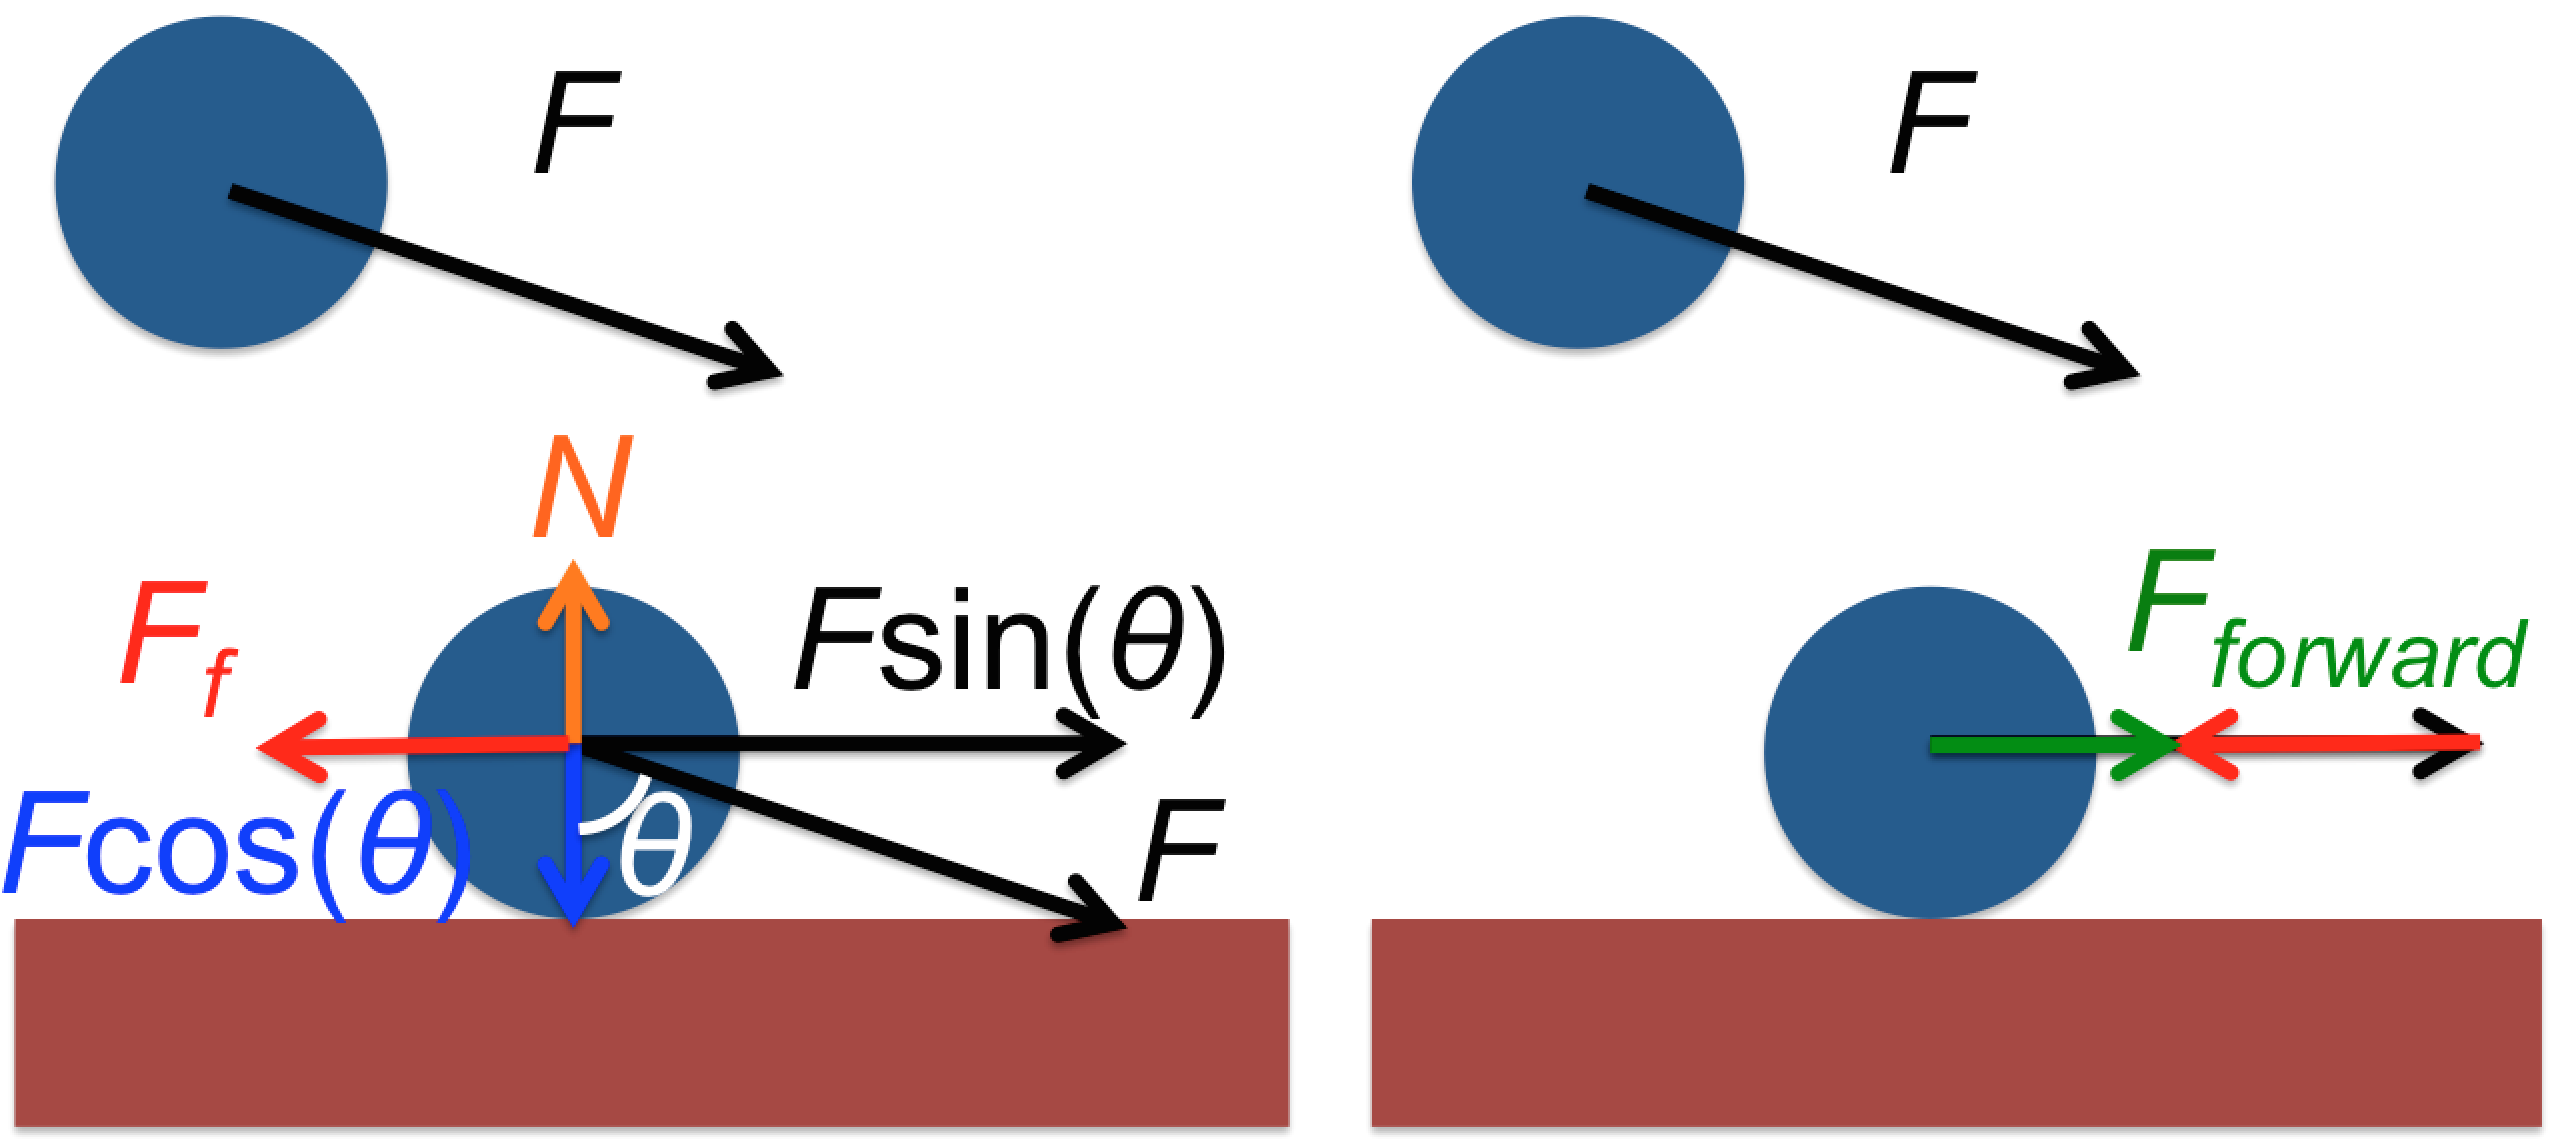 F
F
N
F_f
Fsin(θ)
F_forward
Fcos(θ)
θ
F